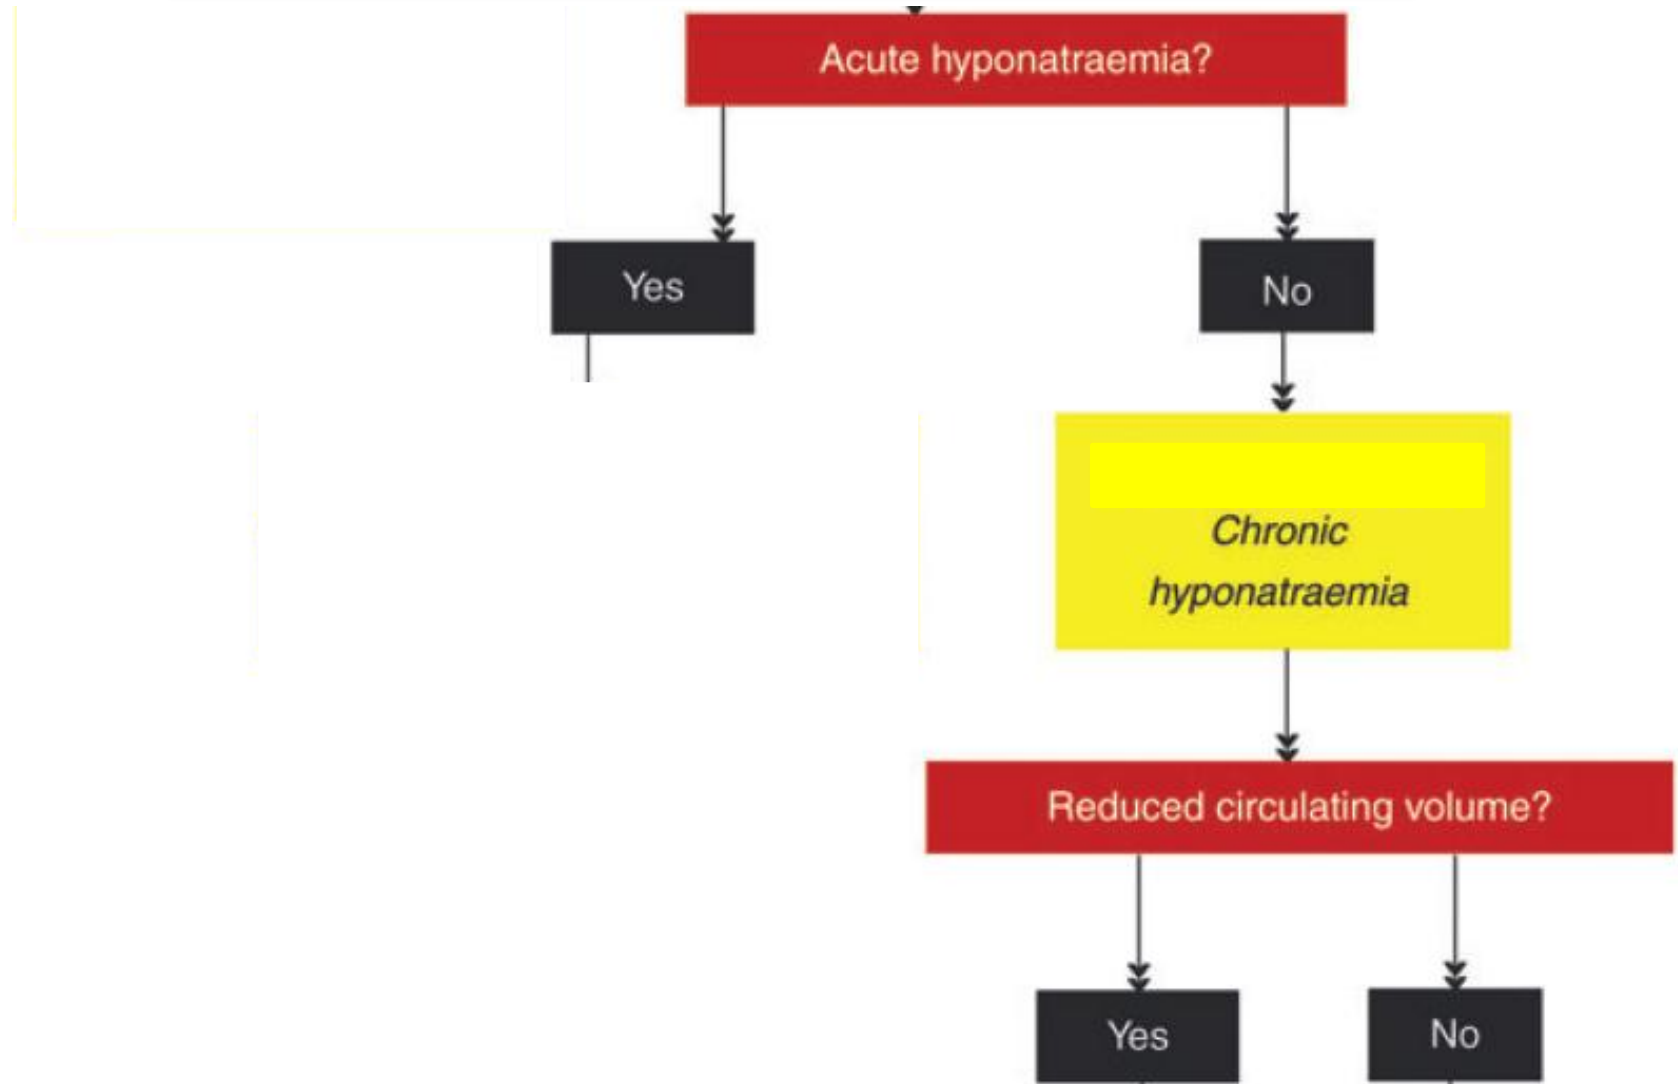 Acute hyponatraemia?
Yes
No
Chronic
hyponatraemia
Reduced circulating volume?
Yes
No